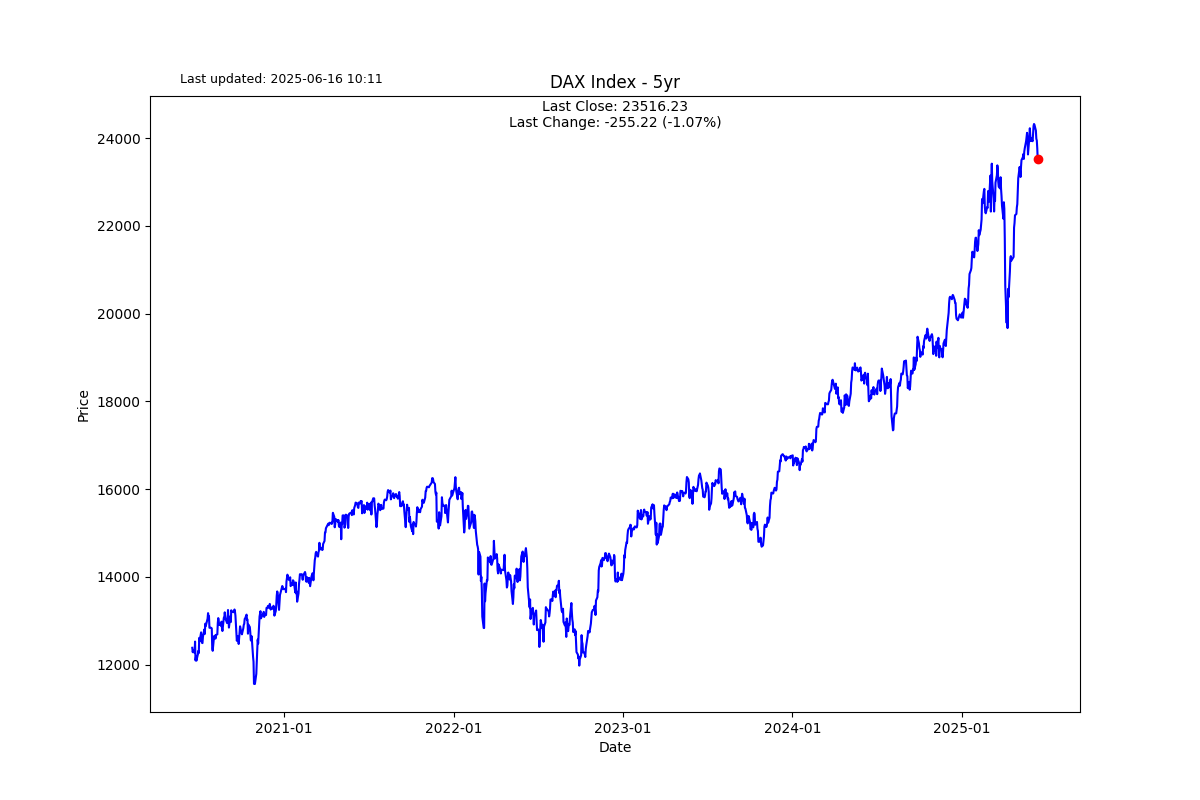 Last updated: 2025-06-16 10:11
DAX Index - 5yr
Last Close: 23516.23
Last Change: -255.22 (-1.07%)
24000
22000
20000
18000
16000
14000
12000
Price
2021-01
2022-01
2023-01
2024-01
2025-01
Date